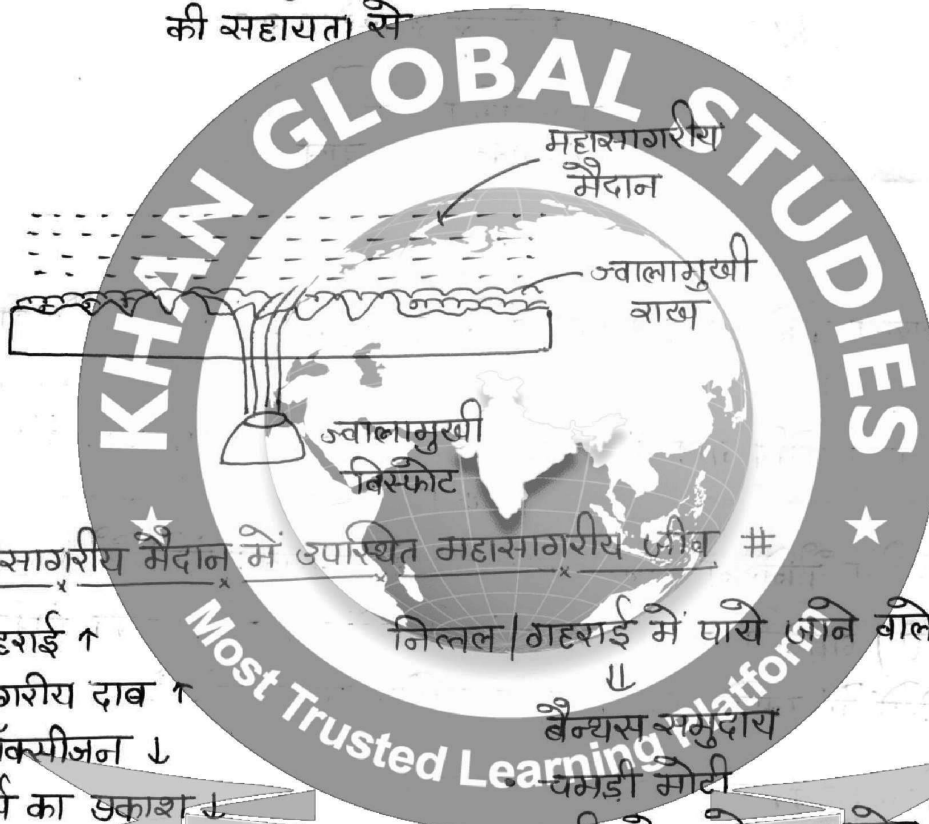 की सहायता से
KHAN GLOBAL STUDIES
महासागरीय
मैदान
ज्वालामुखी
राख
ज्वालामुखी
विस्फोट
सागरीय मैदान में उपस्थित महासागरीय जीव #
हराई ↑
नितल | गहराई में पाये जाने वाले
⇓
गरीय दाब ↑
बैन्थस समुदाय
क्सीजन ↓
• चमड़ी मोटी
र्य का प्रकाश ↓
Most Trusted Learning Platform